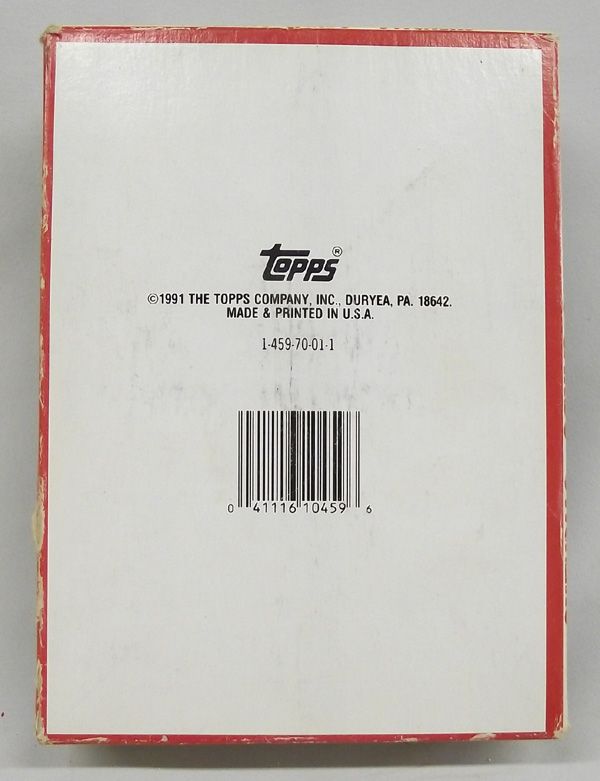 Topps®
©1991 THE TOPPS COMPANY, INC., DURYEA, PA. 18642.
MADE & PRINTED IN U.S.A.
1-459-70-01-1
0 41116 10459 6